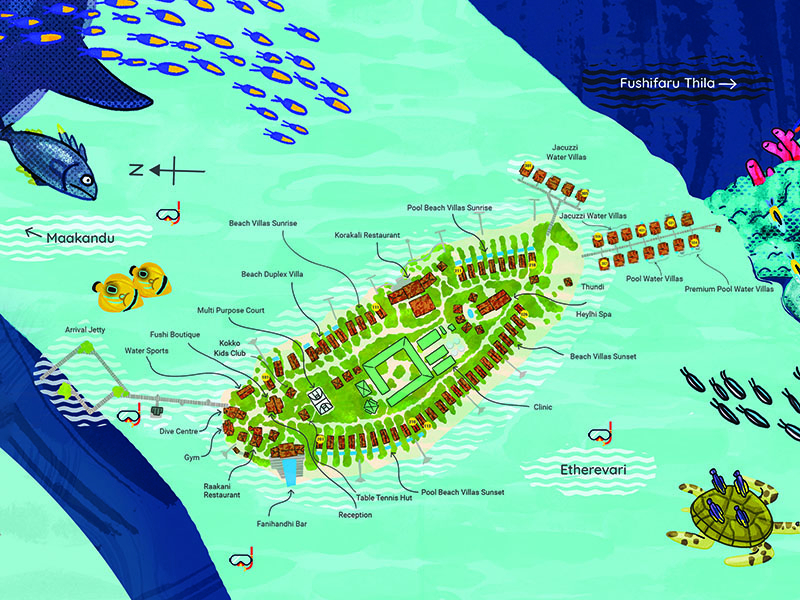 Fushifaru Thila
Jacuzzi
Water Villas
N
Pool Beach Villas Sunrise
Jacuzzi Water Villas
Beach Villas Sunrise
Maakandu
Korakali Restaurant
Beach Duplex Villa
Pool Water Villas
Premium Pool Water Villas
Thundi
Multi Purpose Court
Heylhi Spa
Arrival Jetty
Fushi Boutique
Kokko
Kids Club
Water Sports
Beach Villas Sunset
Clinic
Dive Centre
Gym
Etherevari
Raakani
Restaurant
Table Tennis Hut
Pool Beach Villas Sunset
Reception
Fanihandhi Bar